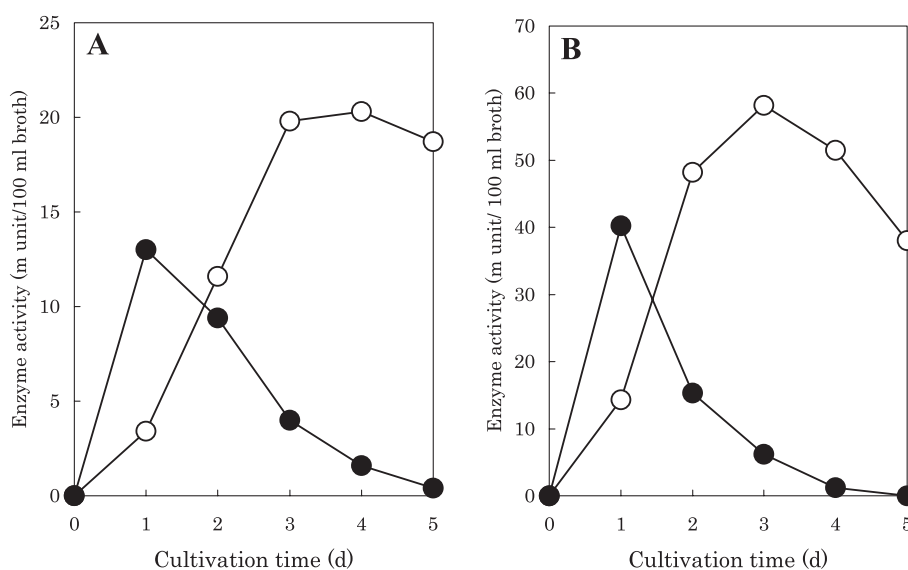 A
Enzyme activity (m unit/100 ml broth)
25
20
15
10
5
0
0 1 2 3 4 5
Cultivation time (d)
B
Enzyme activity (m unit/ 100 ml broth)
70
60
50
40
30
20
10
0
0 1 2 3 4 5
Cultivation time (d)